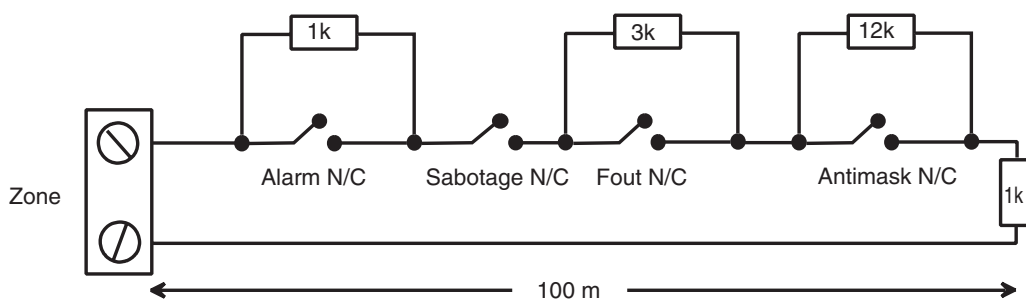 1k
3k
12k
Alarm N/C
Sabotage N/C
Fout N/C
Antimask N/C
Zone
1k
100 m